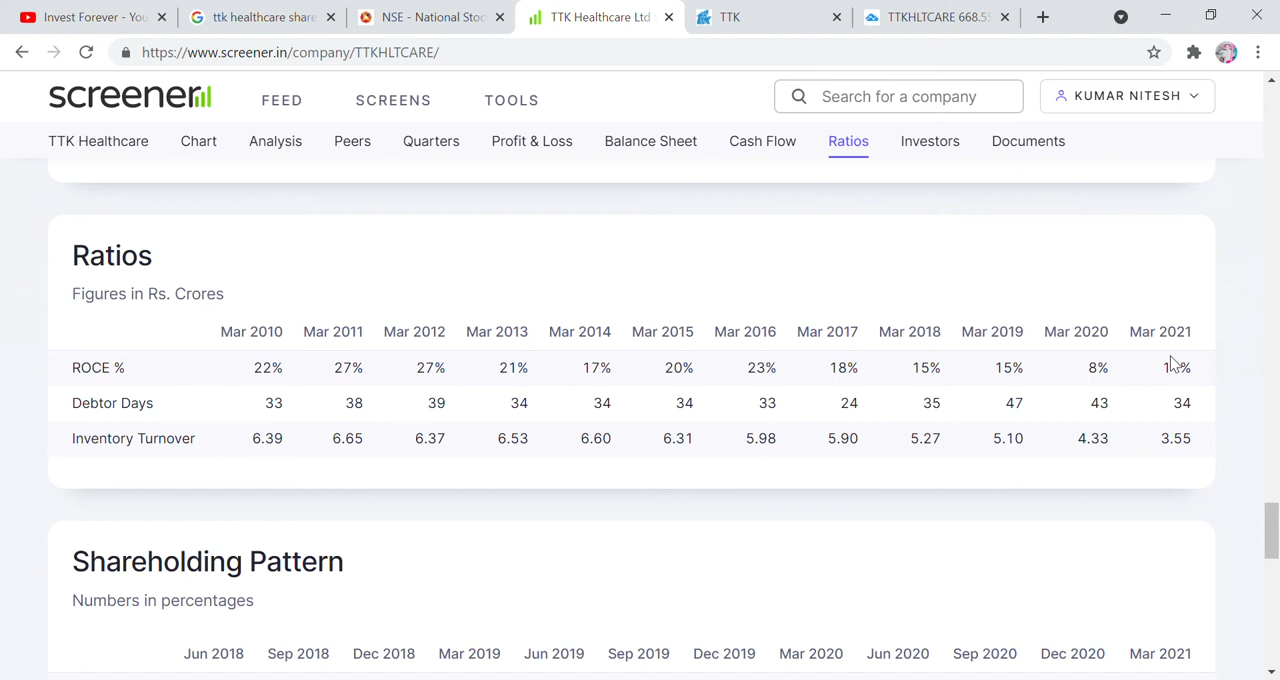 Invest Forever - You
ttk healthcare share
NSE - National Stoc
TTK Healthcare Ltd
TTK
TTKHLTCARE 668.55
https://www.screener.in/company/TTKHLTCARE/
screener
FEED SCREENS TOOLS
Search for a company
KUMAR NITESH
TTK Healthcare Chart Analysis Peers Quarters Profit & Loss Balance Sheet Cash Flow Ratios Investors Documents
Ratios
Figures in Rs. Crores
Mar 2010 Mar 2011 Mar 2012 Mar 2013 Mar 2014 Mar 2015 Mar 2016 Mar 2017 Mar 2018 Mar 2019 Mar 2020 Mar 2021
ROCE % 22% 27% 27% 21% 17% 20% 23% 18% 15% 15% 8%
Debtor Days 33 38 39 34 34 34 33 24 35 47 43 34
Inventory Turnover 6.39 6.65 6.37 6.53 6.60 6.31 5.98 5.90 5.27 5.10 4.33 3.55
Shareholding Pattern
Numbers in percentages
Jun 2018 Sep 2018 Dec 2018 Mar 2019 Jun 2019 Sep 2019 Dec 2019 Mar 2020 Jun 2020 Sep 2020 Dec 2020 Mar 2021